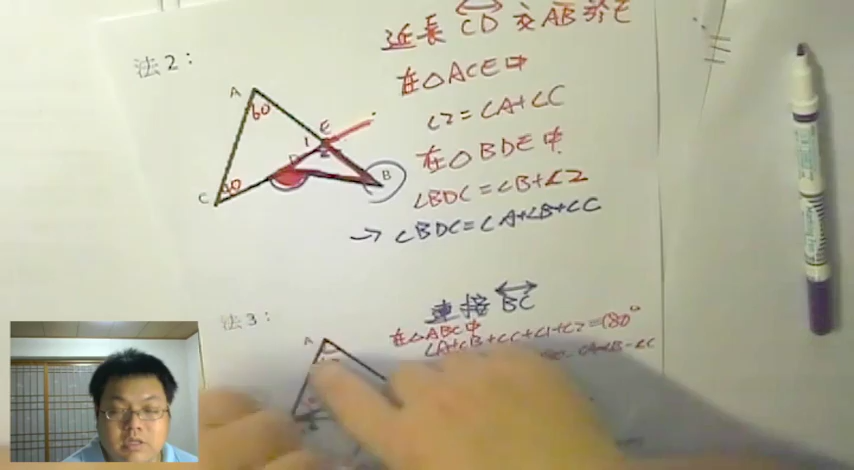 法2：
延長 CD 交 AB 於 E
在△ACE中
∠2=∠A+∠C
在△BDE中
∠BDC=∠B+∠2
→ ∠BDC=∠A+∠B+∠C
A
60
E
1
2
D
B
C
40
法3：
連接 BC
在△ABC中
∠A+∠B+∠C+∠1+∠2=180°
A